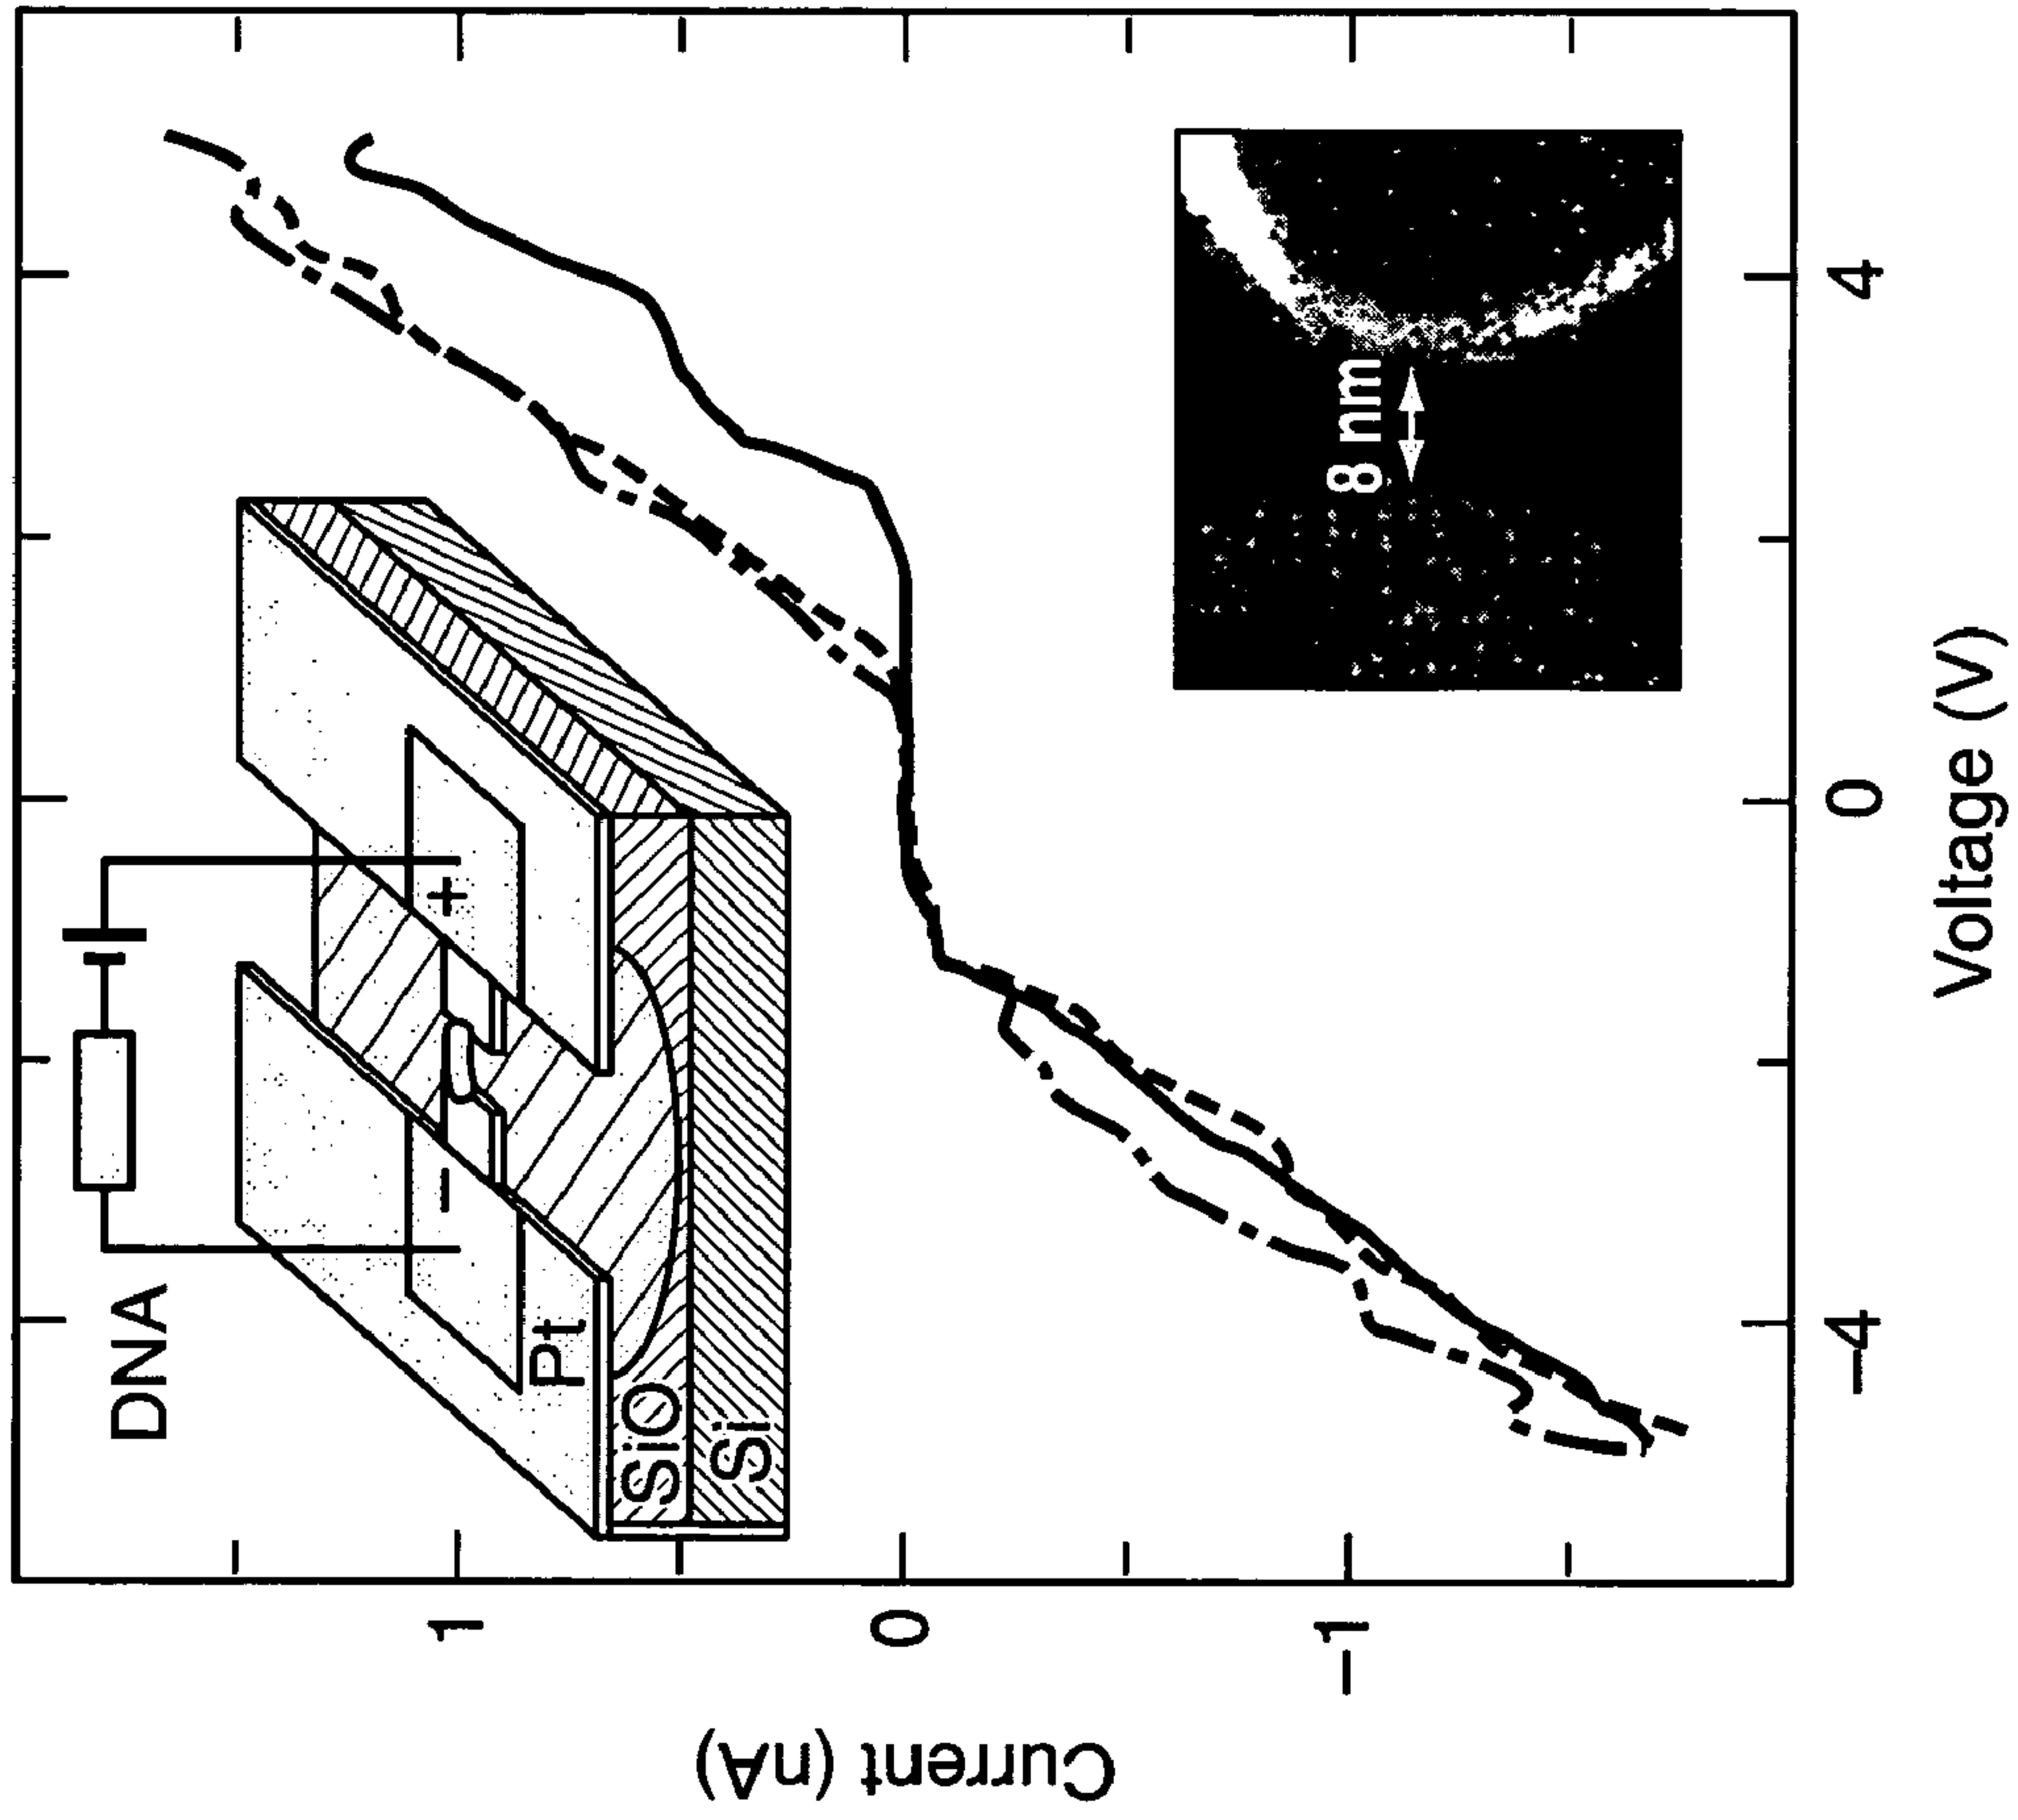 DNA
+
−
Pt
SiO
Si
8 nm
1
0
−1
Current (nA)
−4
0
4
Voltage (V)